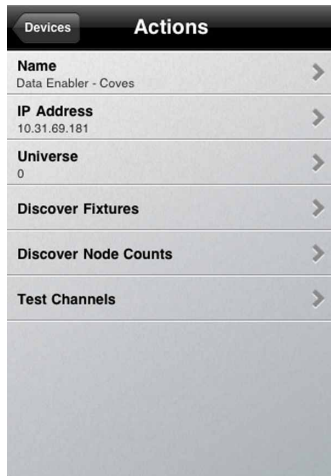 Devices
Actions
Name
Data Enabler - Coves
IP Address
10.31.69.181
Universe
0
Discover Fixtures
Discover Node Counts
Test Channels